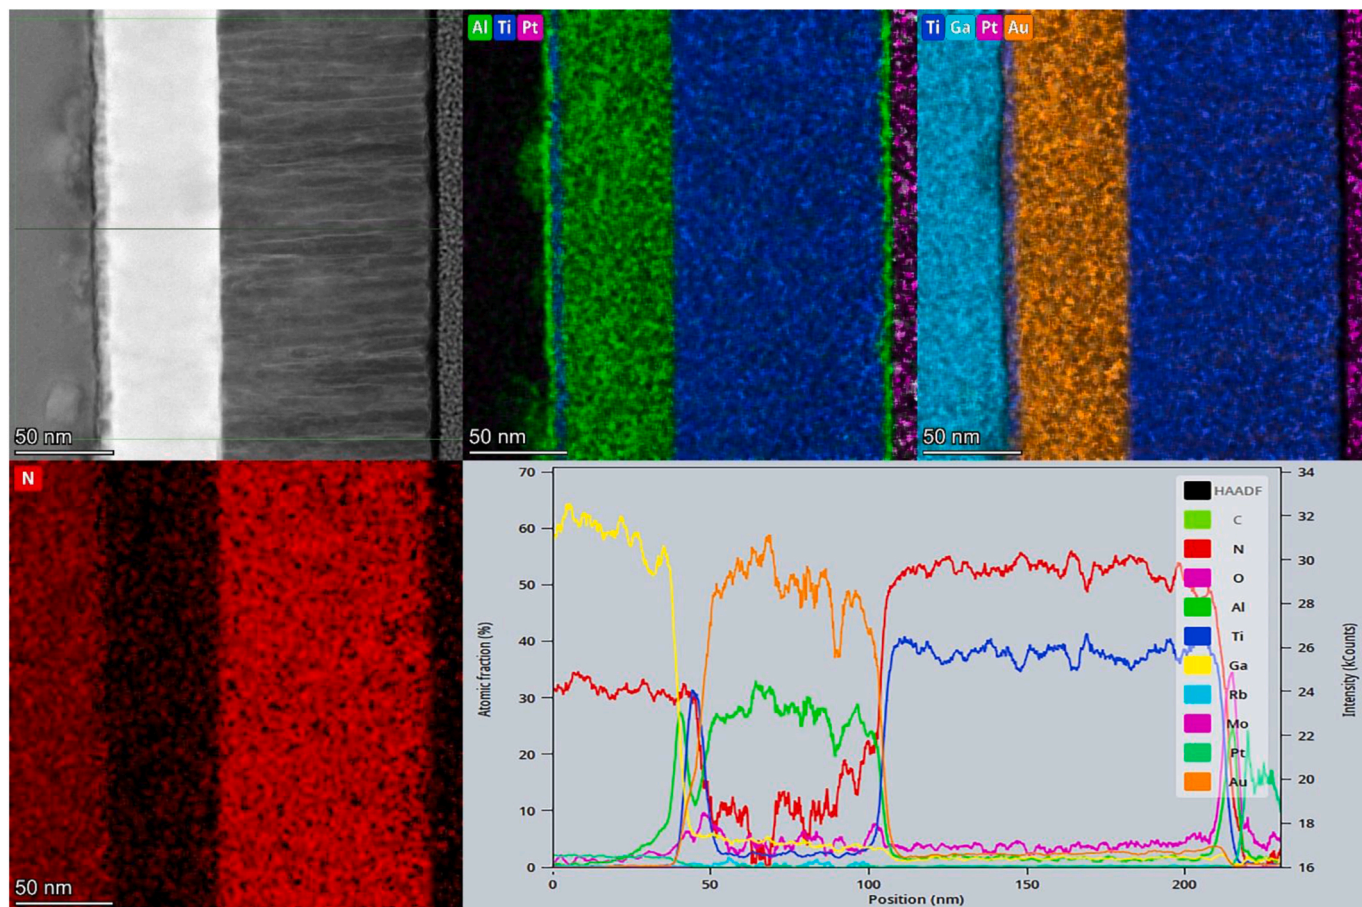 50 nm
Al Ti Pt
50 nm
Ti Ga Pt Au
50 nm
N
50 nm
Atomic fraction (%)
70
60
50
40
30
20
10
0
0 50 100 150 200
Position (nm)
HAADF
C
N
O
Al
Ti
Ga
Rb
Mo
Pt
Au
34
32
30
28
26
24
22
20
18
16
Intensity (kCounts)